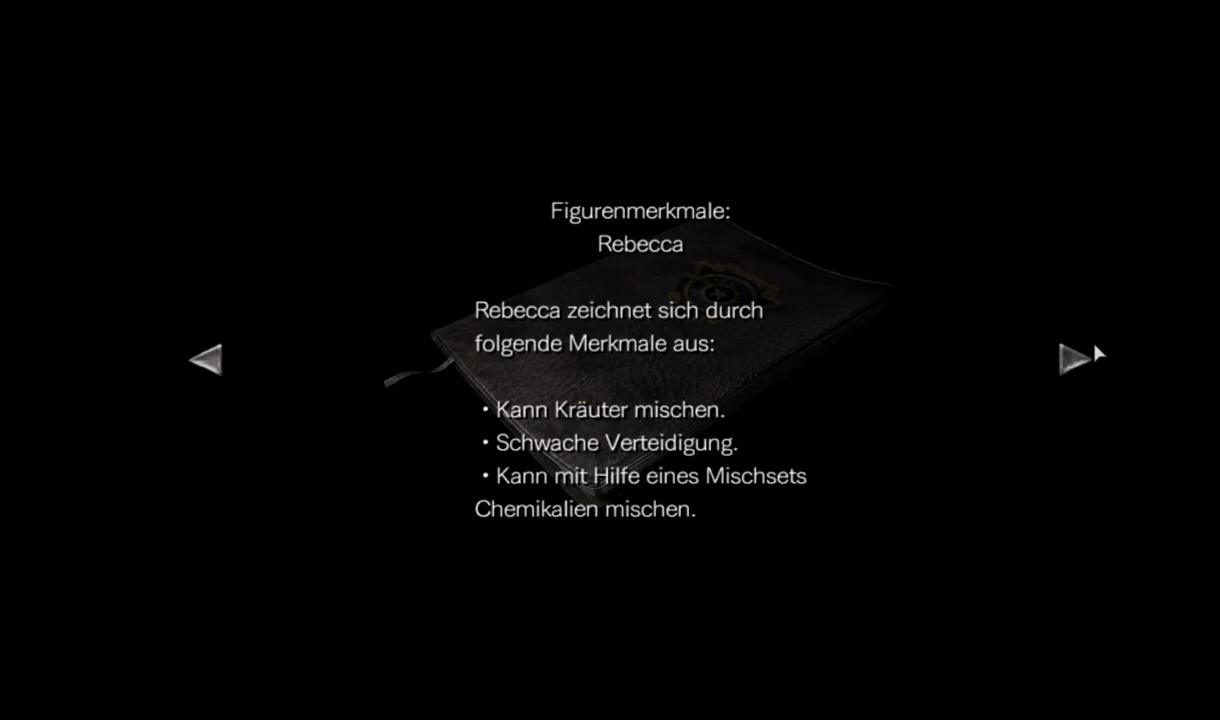 Figurenmerkmale:
Rebecca
Rebecca zeichnet sich durch
folgende Merkmale aus:
・Kann Kräuter mischen.
・Schwache Verteidigung.
・Kann mit Hilfe eines Mischsets
Chemikalien mischen.